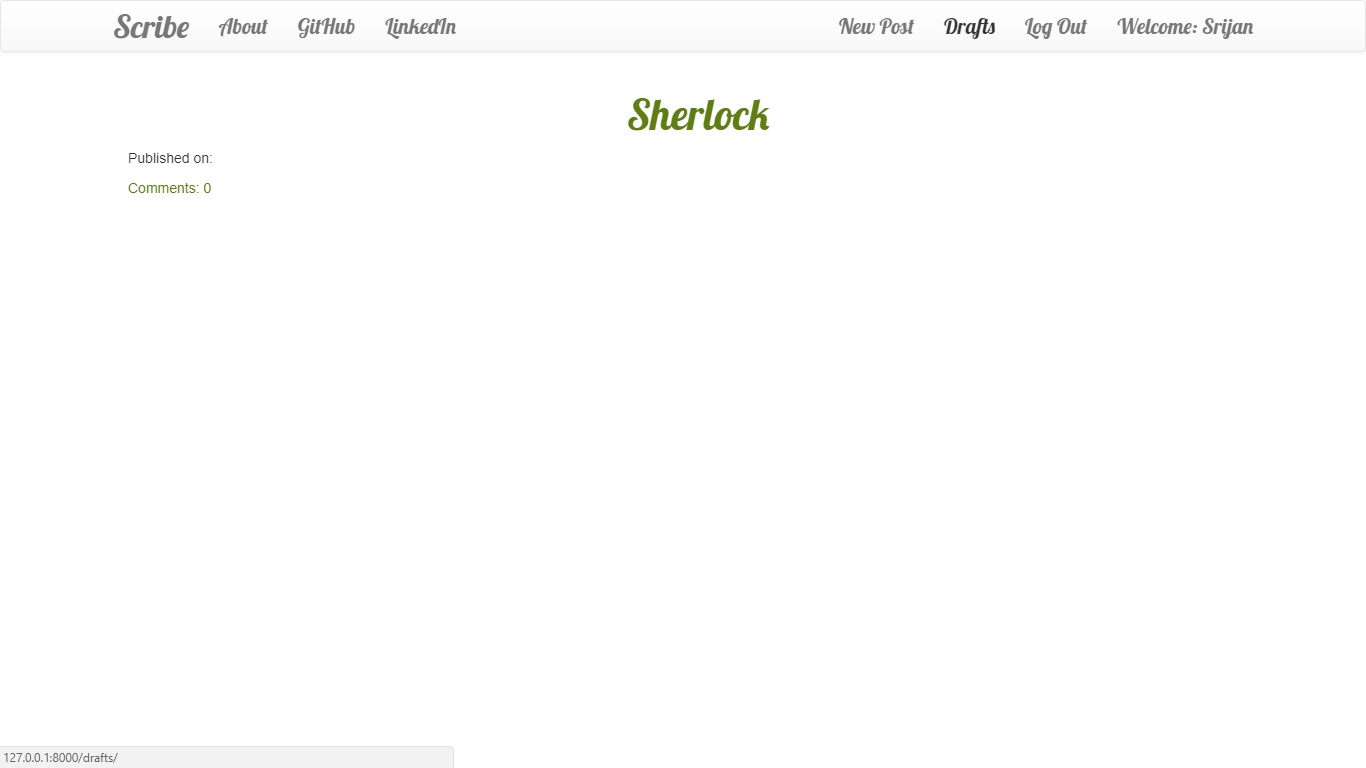 Scribe About GitHub LinkedIn New Post Drafts Log Out Welcome: Srijan
Sherlock
Published on:
Comments: 0
127.0.0.1:8000/drafts/